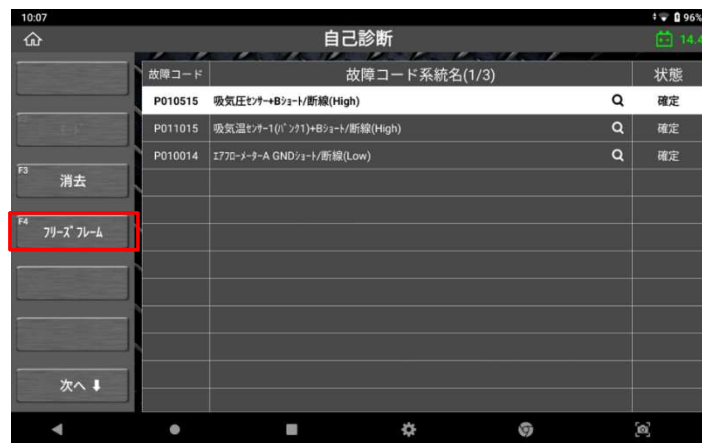 10:07
96%
自己診断
14.4
故障コード 故障コード系統名(1/3) 状態
P010515 吸気圧ｾﾝｻｰ+Bｼｮｰﾄ/断線(High) 確定
P011015 吸気温ｾﾝｻｰ1(ﾊﾞﾝｸ1)+Bｼｮｰﾄ/断線(High) 確定
P010014 ｴｱﾌﾛｰﾒｰﾀｰA GNDｼｮｰﾄ/断線(Low) 確定
F3 消去
F4 ﾌﾘｰｽﾞﾌﾚｰﾑ
次へ